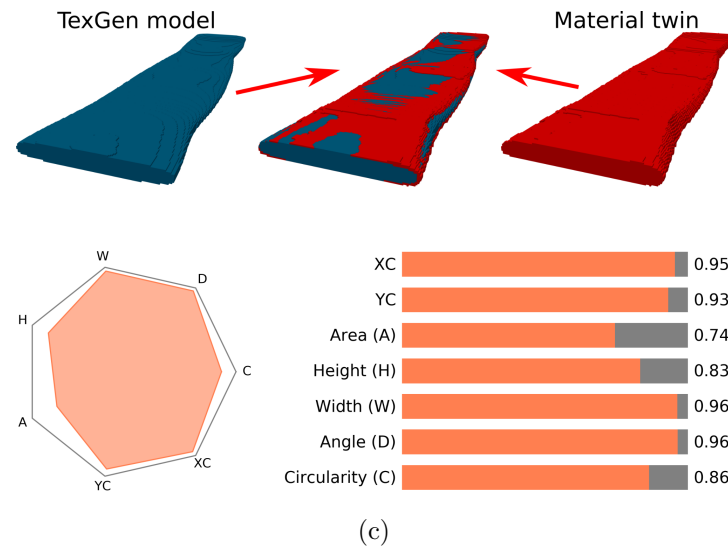 TexGen model
Material twin
W
D
H
C
A
XC
YC
XC 0.95
YC 0.93
Area (A) 0.74
Height (H) 0.83
Width (W) 0.96
Angle (D) 0.96
Circularity (C) 0.86
(c)